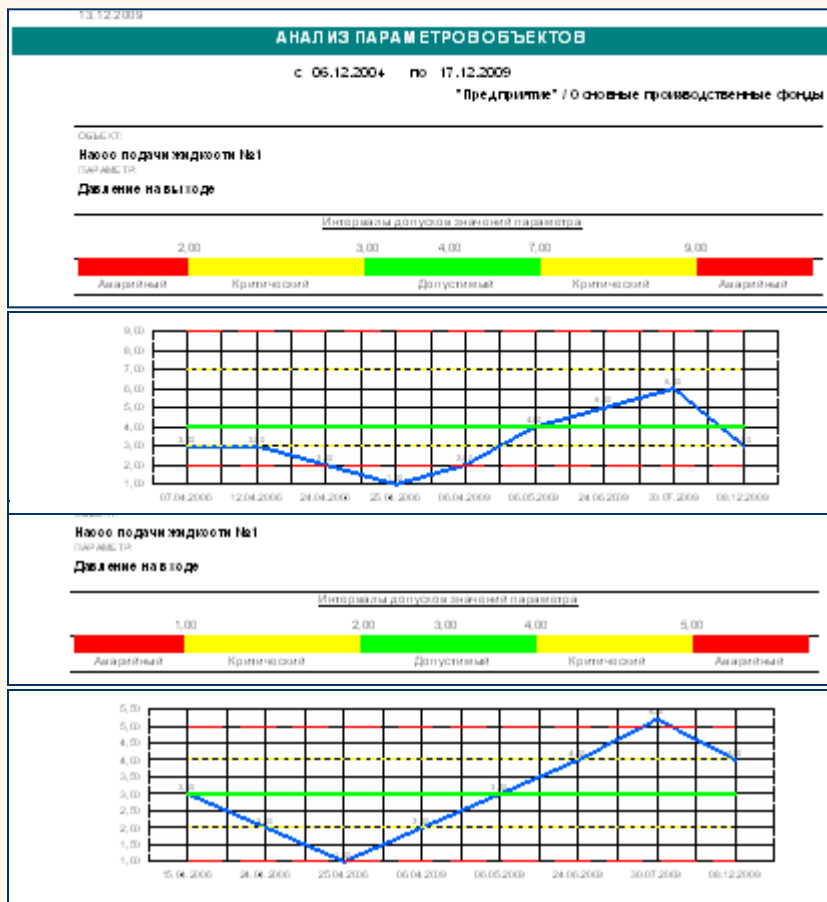 13.12.2009
АНАЛИЗ ПАРАМЕТРОВ ОБЪЕКТОВ
с 06.12.2004 по 17.12.2009
"Предприятие" / Основные производственные фонды
ОБЪЕКТ:
Насос подачи жидкости №1
ПАРАМЕТР:
Давление на выходе
Интервалы допусков значений параметра
2,00 3,00 4,00 7,00 9,00
Аварийный Критический Допустимый Критический Аварийный
9,00
8,00
7,00
6,00
5,00
4,00
3,00
2,00
1,00
07.04.2006 12.04.2006 24.04.2006 25.04.2006 06.04.2009 06.05.2009 24.06.2009 30.07.2009 08.12.2009
Насос подачи жидкости №1
ПАРАМЕТР:
Давление на входе
Интервалы допусков значений параметра
1,00 2,00 3,00 4,00 5,00
Аварийный Критический Допустимый Критический Аварийный
5,50
5,00
4,50
4,00
3,50
3,00
2,50
2,00
1,50
1,00
15.04.2006 24.04.2006 25.04.2006 06.04.2009 06.05.2009 24.06.2009 30.07.2009 08.12.2009